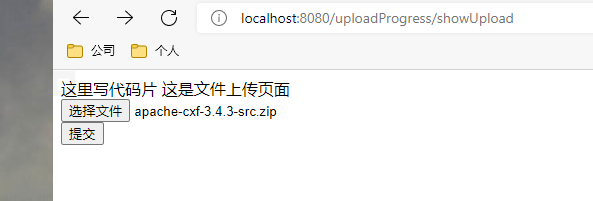 localhost:8080/uploadProgress/showUpload
公司 个人
这里写代码片 这是文件上传页面
选择文件 apache-cxf-3.4.3-src.zip
提交